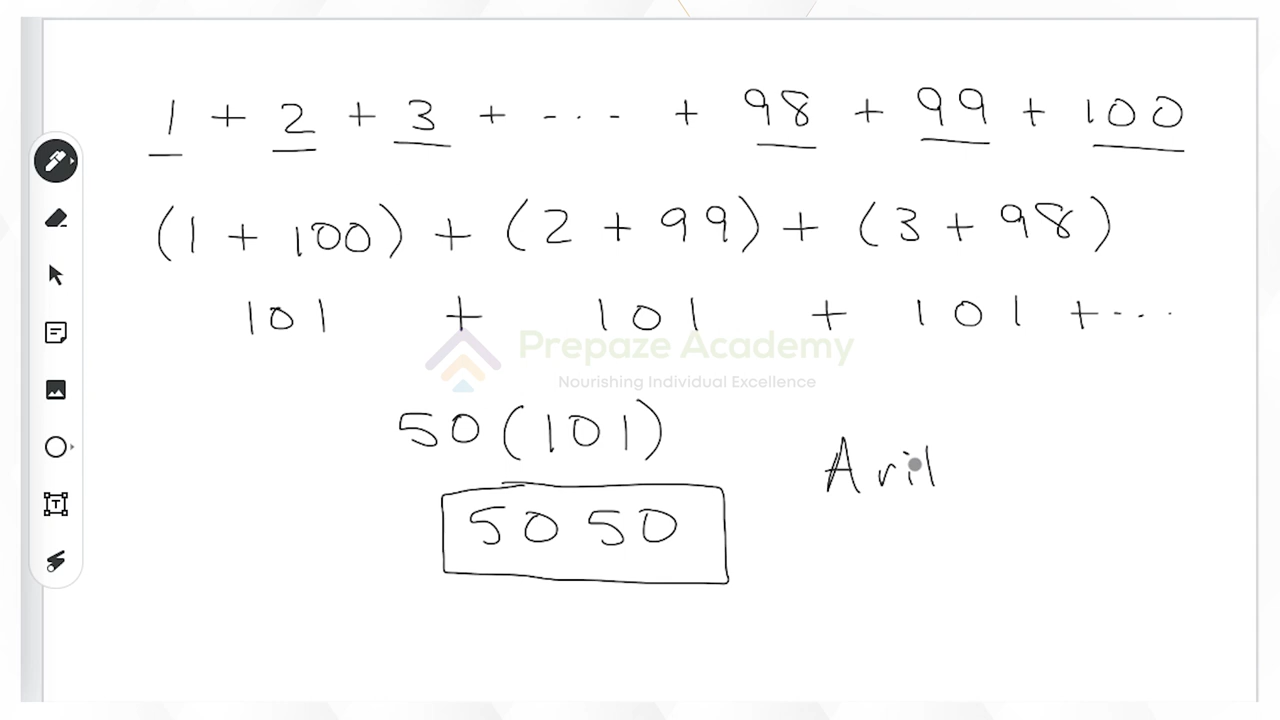 1 + 2 + 3 + - . . - + 98 + 99 + 100
(1 + 100) + (2 + 99) + (3 + 98)
101 + 101 + 101 + - . . .
Prepaze Academy
Nourishing Individual Excellence
50(101)
Aril
5050
T